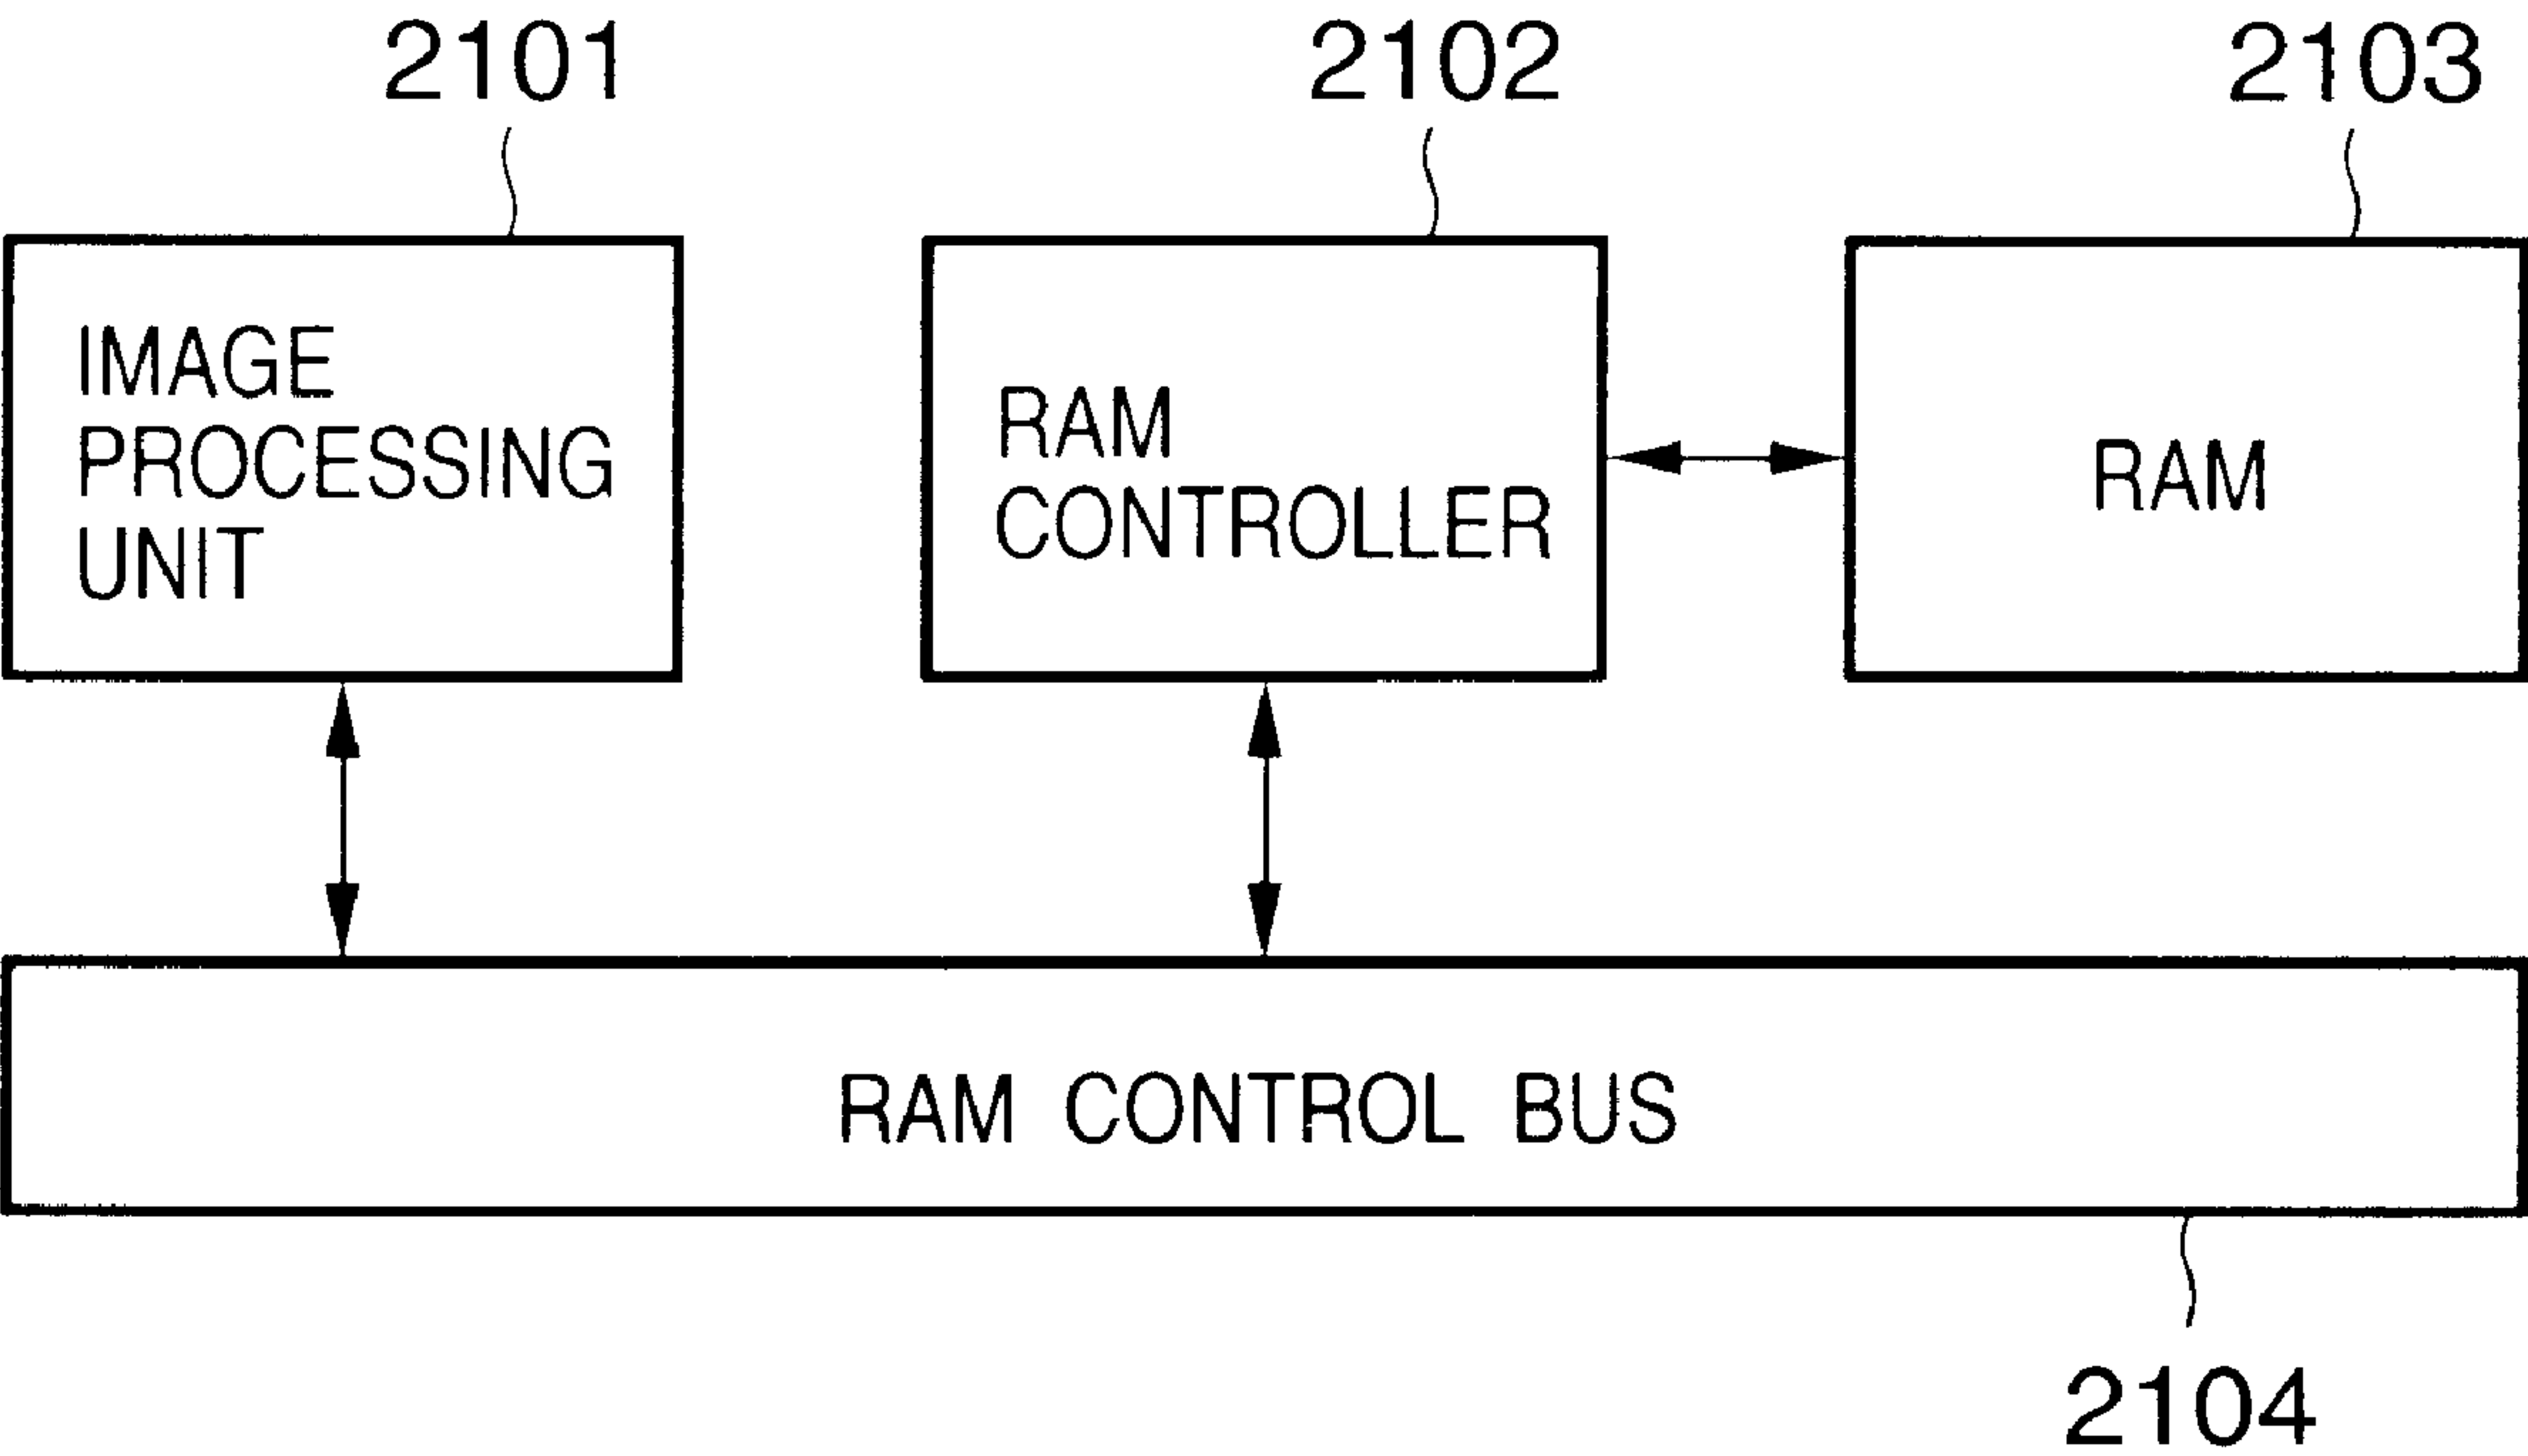 2101
2102
2103
IMAGE
PROCESSING
UNIT
RAM
CONTROLLER
RAM
RAM CONTROL BUS
2104